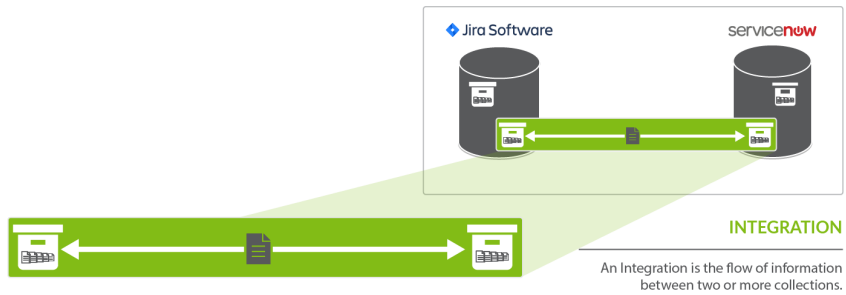 Jira Software
servicenow
INTEGRATION
An Integration is the flow of information
between two or more collections.